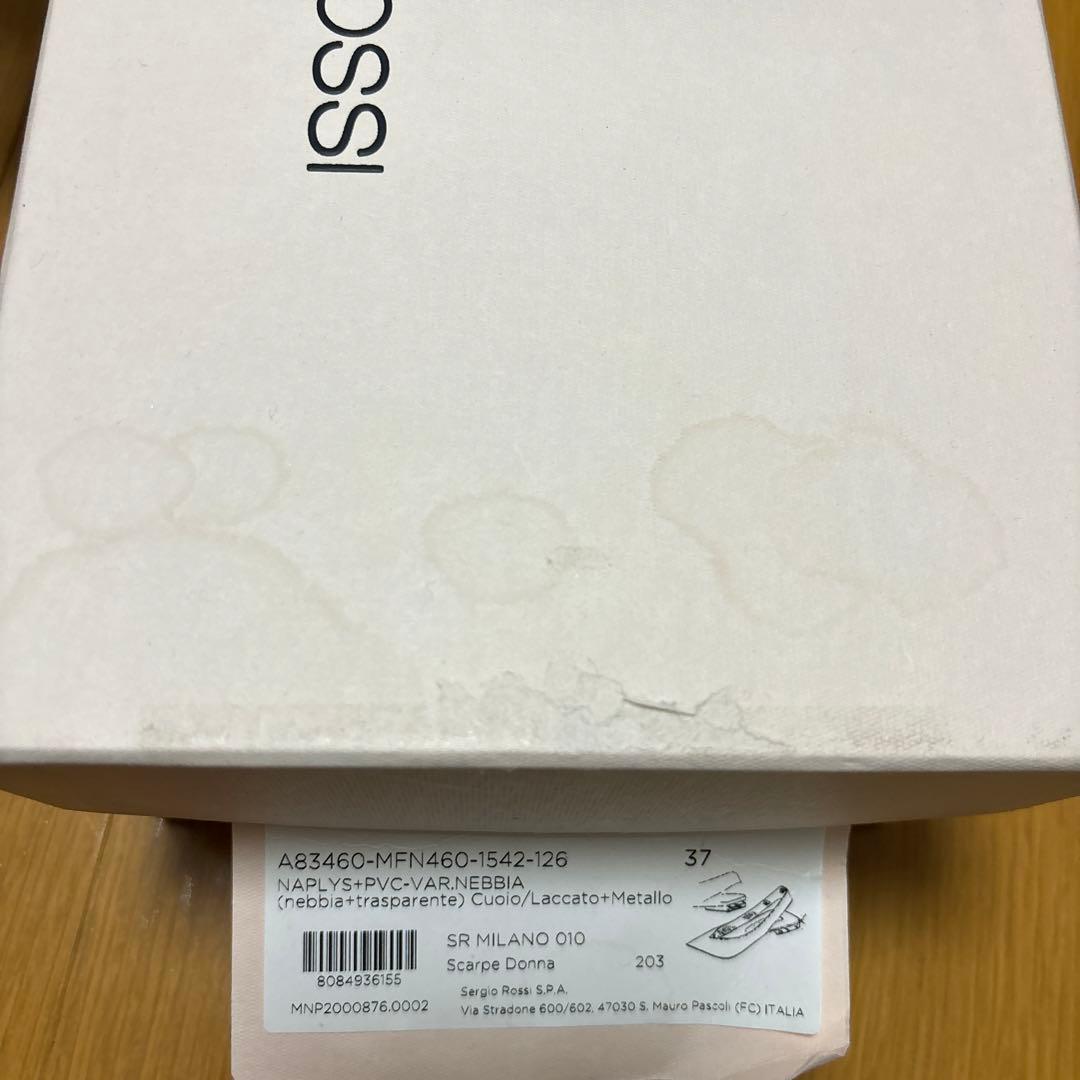 OSSI
A83460-MFN460-1542-126 37
NAPLYS+PVC-VAR.NEBBIA
(nebbia+trasparente) Cuoio/Laccato+Metallo
SR MILANO 010
Scarpe Donna 203
8084936155
Sergio Rossi S.P.A.
MNP2000876.0002
Via Stradone 600/602, 47030 S. Mauro Pascoli (FC) ITALIA